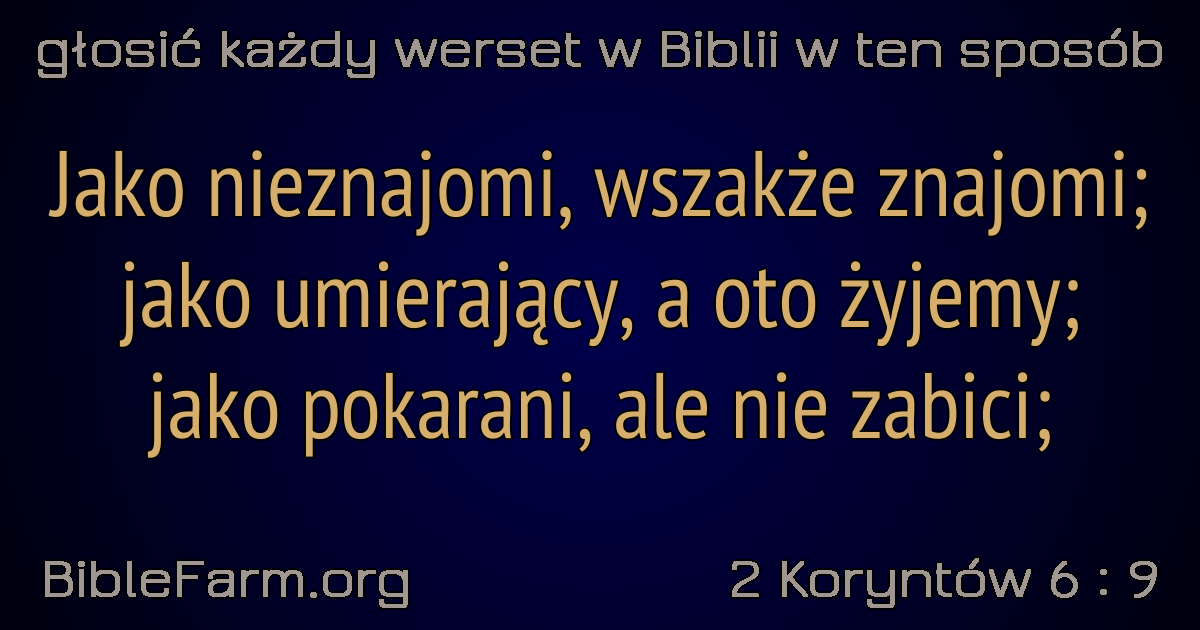 głosić każdy werset w Biblii w ten sposób
Jako nieznajomi, wszakże znajomi;
jako umierający, a oto żyjemy;
jako pokarani, ale nie zabici;
BibleFarm.org
2 Koryntów 6 : 9